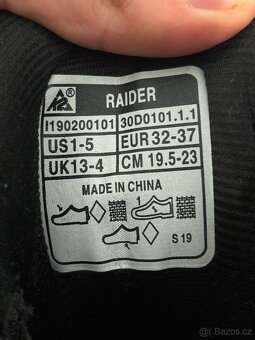 K2 RAIDER
I190200101 30D0101.1.1
US1-5 EUR 32-37
UK13-4 CM 19.5-23
MADE IN CHINA
S 19
© Bazos.cz